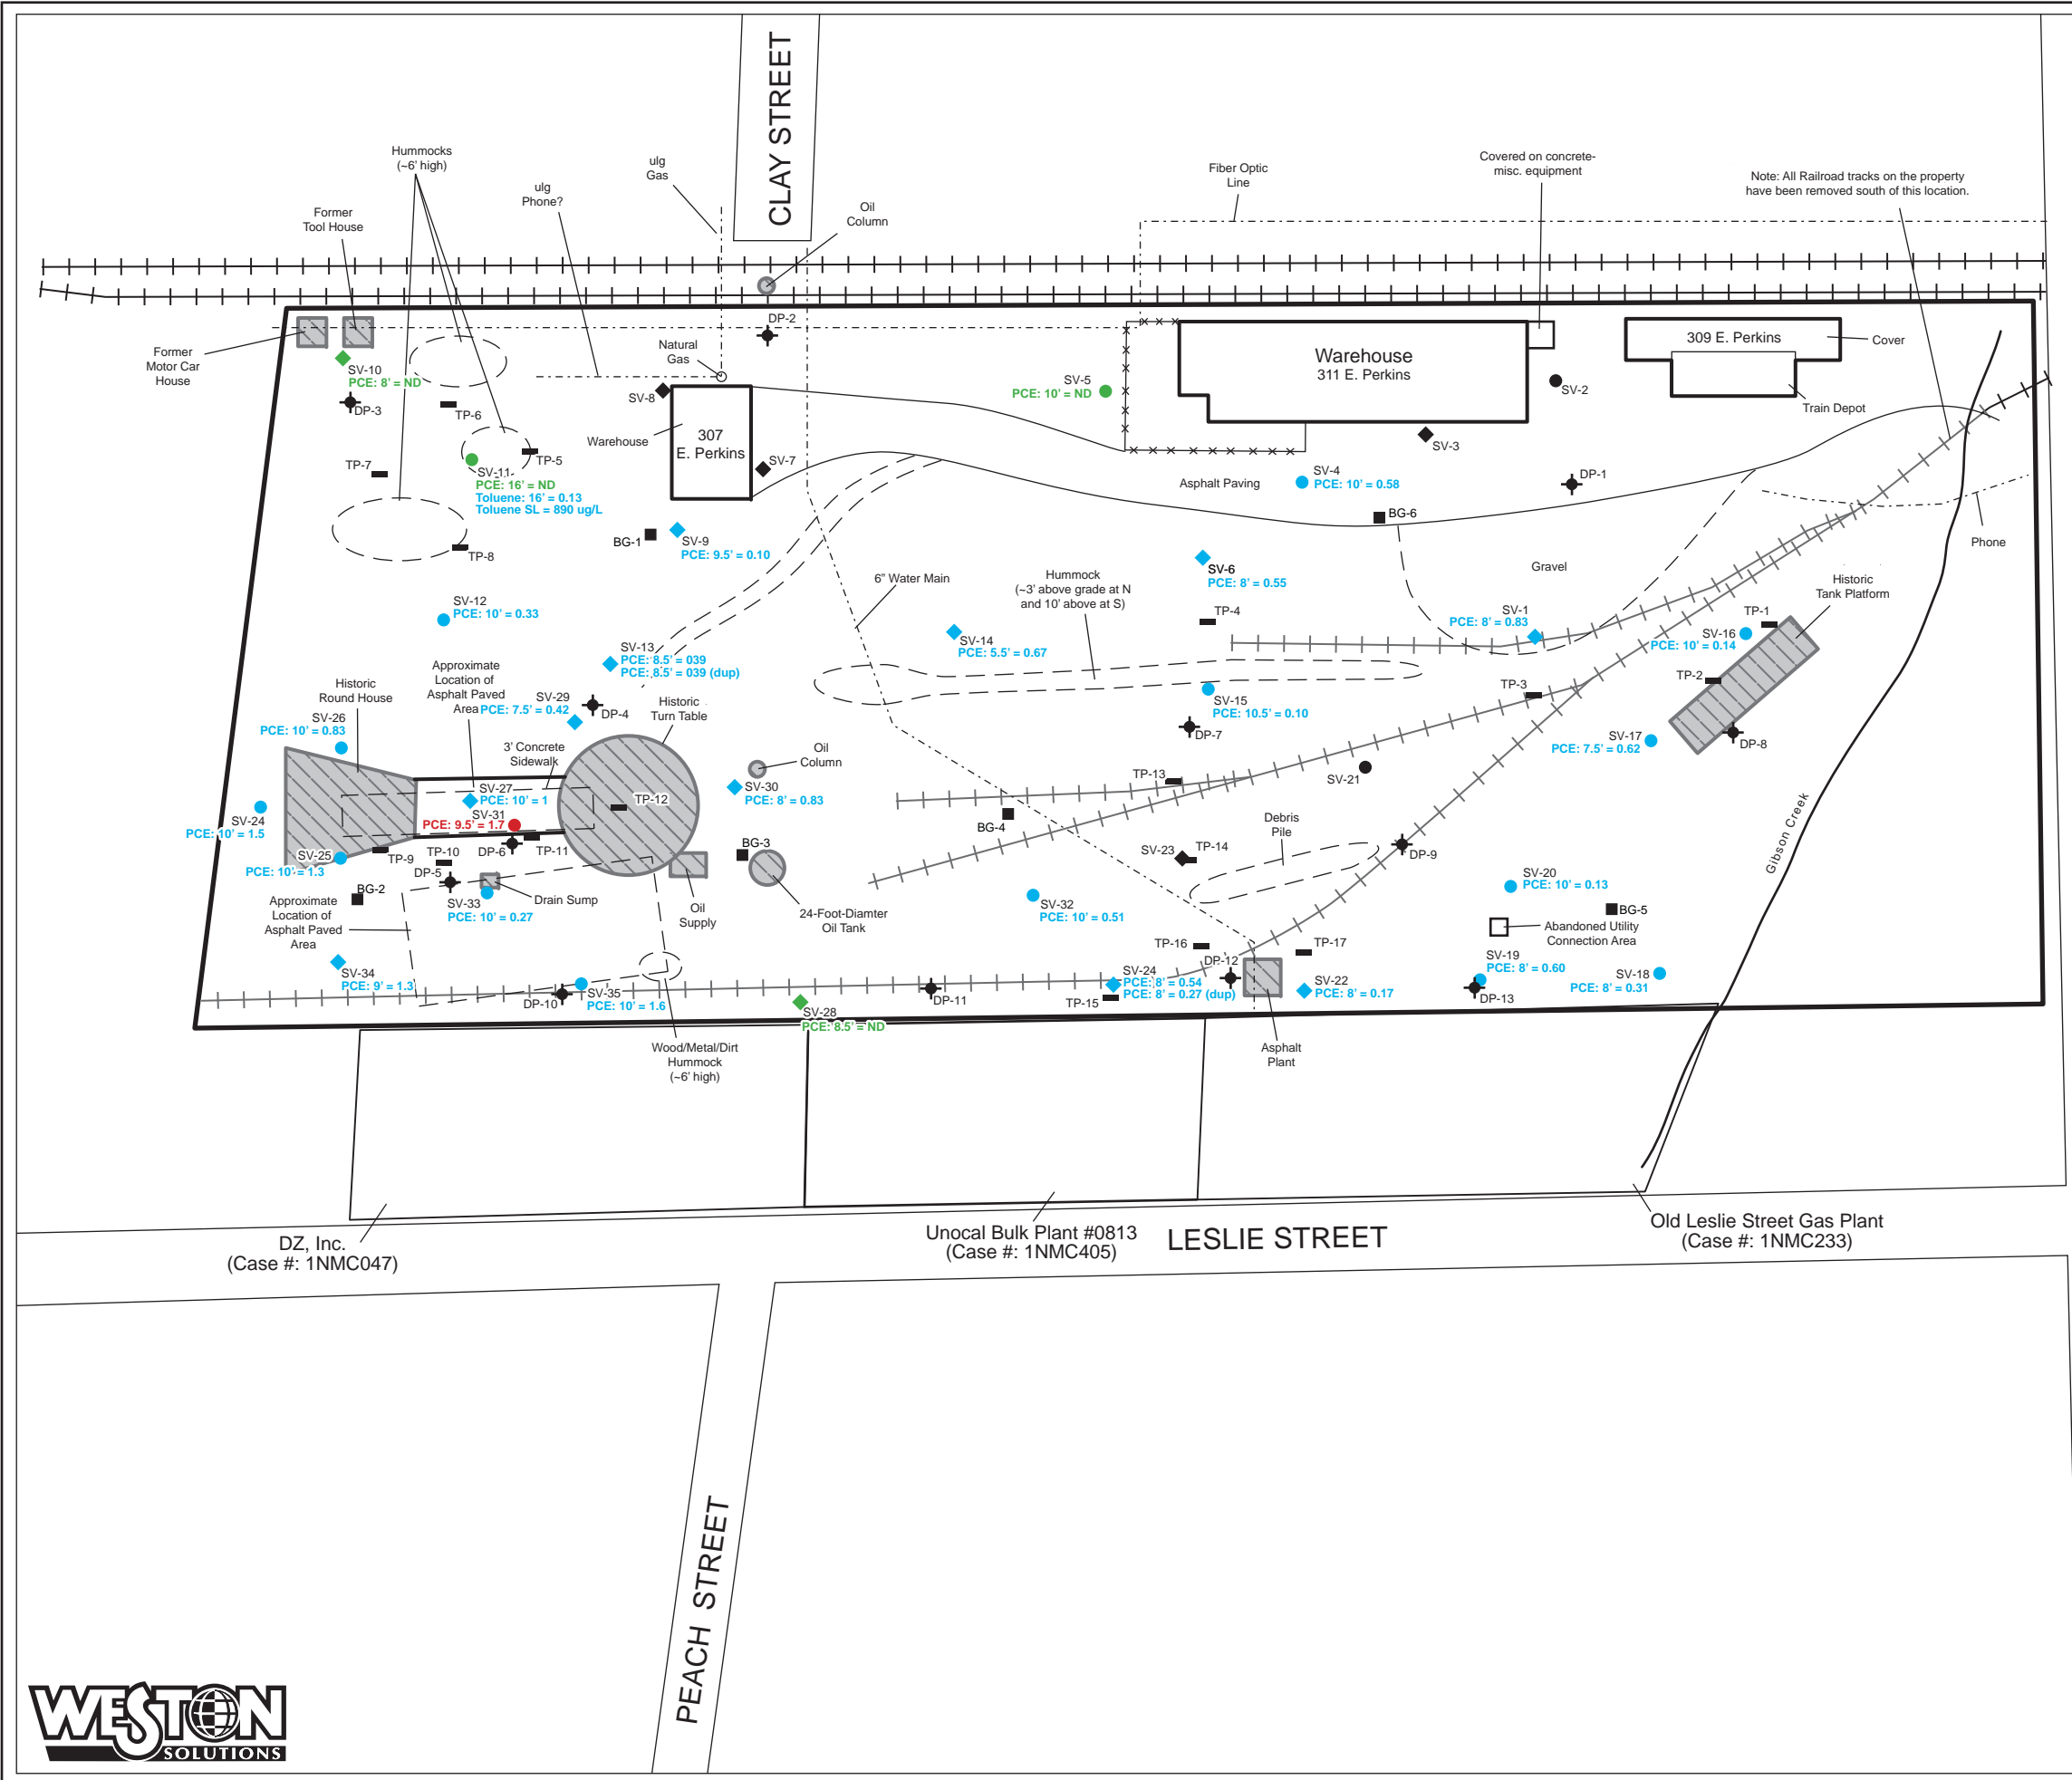 CLAY STREET
Hummocks
(~6' high)
ulg
Gas
ulg
Phone?
Former
Tool House
Oil
Column
Fiber Optic
Line
Covered on concrete-
misc. equipment
Note: All Railroad tracks on the property
have been removed south of this location.
Former
Motor Car
House
SV-10
PCE: 8' = ND
DP-3
TP-6
TP-7
TP-5
SV-11
PCE: 16' = ND
Toluene: 16' = 0.13
Toluene SL = 890 ug/L
TP-8
DP-2
Natural
Gas
SV-8
Warehouse
307
E. Perkins
SV-7
BG-1
SV-9
PCE: 9.5' = 0.10
SV-5
PCE: 10' = ND
Warehouse
311 E. Perkins
SV-2
SV-3
309 E. Perkins
Cover
Train Depot
SV-4
PCE: 10' = 0.58
Asphalt Paving
DP-1
BG-6
Phone
Gravel
SV-6
PCE: 8' = 0.55
6” Water Main
Hummock
(~3' above grade at N
and 10' above at S)
TP-4
SV-1
PCE: 8' = 0.83
Historic
Tank Platform
TP-1
SV-16
PCE: 10' = 0.14
TP-2
SV-12
PCE: 10' = 0.33
SV-13
PCE: 8.5' = 039
PCE: 8.5' = 039 (dup)
SV-14
PCE: 5.5' = 0.67
Approximate
Location of
Asphalt Paved
Area
Historic
Round House
SV-29
PCE: 7.5' = 0.42
DP-4
Historic
Turn Table
SV-15
PCE: 10.5' = 0.10
DP-7
TP-3
SV-17
PCE: 7.5' = 0.62
DP-8
SV-26
PCE: 10' = 0.83
3' Concrete
Sidewalk
Oil
Column
SV-30
PCE: 8' = 0.83
TP-13
SV-21
SV-27
PCE: 10' = 1
SV-31
PCE: 9.5' = 1.7
TP-12
SV-24
PCE: 10' = 1.5
SV-25
PCE: 10' = 1.3
TP-9
TP-10
DP-6
TP-11
DP-5
BG-3
BG-4
Debris
Pile
SV-23
TP-14
DP-9
Gibson Creek
BG-2
SV-33
PCE: 10' = 0.27
Drain Sump
Oil
Supply
24-Foot-Diamter
Oil Tank
SV-32
PCE: 10' = 0.51
SV-20
PCE: 10' = 0.13
BG-5
Abandoned Utility
Connection Area
Approximate
Location of
Asphalt Paved
Area
TP-16
TP-17
SV-34
PCE: 9' = 1.3
DP-10
SV-35
PCE: 10' = 1.6
SV-28
PCE: 8.5' = ND
DP-11
SV-24
PCE: 8' = 0.54
PCE: 8' = 0.27 (dup)
TP-15
DP-12
SV-22
PCE: 8' = 0.17
SV-19
PCE: 8' = 0.60
DP-13
SV-18
PCE: 8' = 0.31
Wood/Metal/Dirt
Hummock
(~6' high)
Asphalt
Plant
DZ, Inc.
(Case #: 1NMC047)
Unocal Bulk Plant #0813
(Case #: 1NMC405)
LESLIE STREET
Old Leslie Street Gas Plant
(Case #: 1NMC233)
PEACH STREET
WESTON
SOLUTIONS